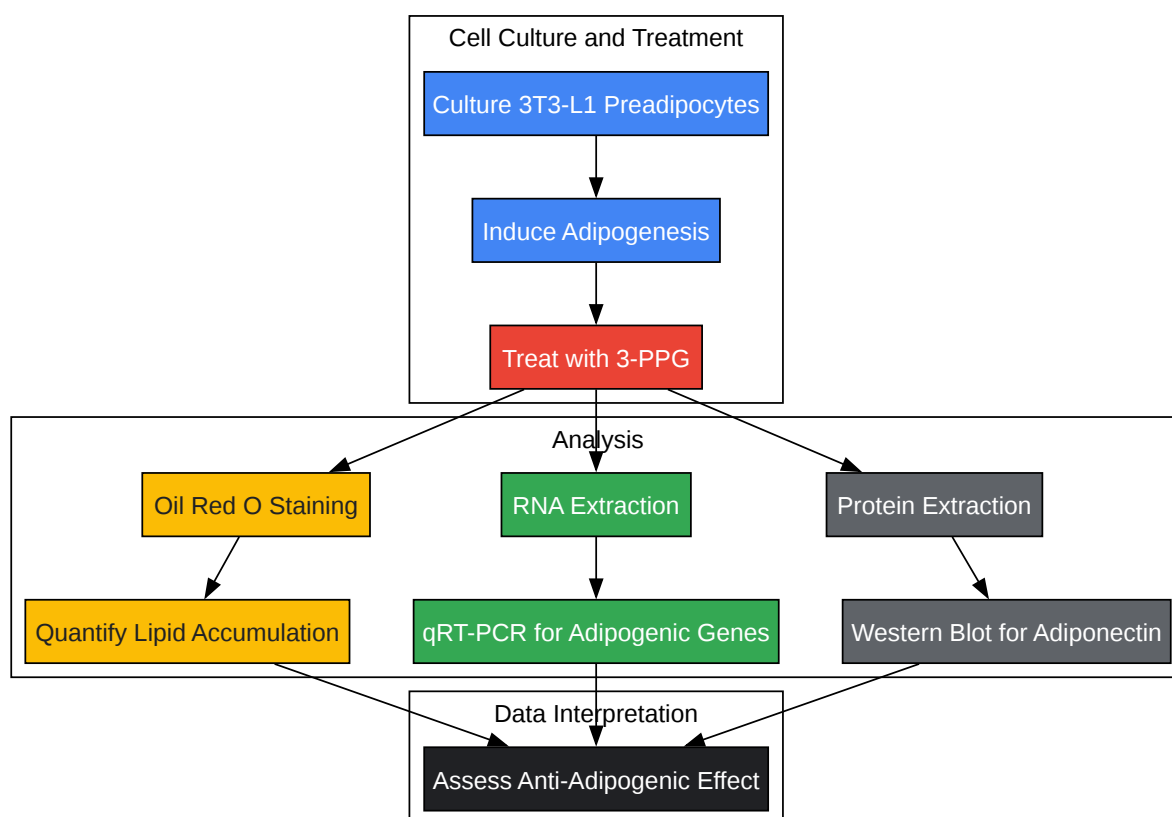 Cell Culture and Treatment
Culture 3T3-L1 Preadipocytes
Induce Adipogenesis
Treat with 3-PPG
Analysis
Oil Red O Staining
RNA Extraction
Protein Extraction
Quantify Lipid Accumulation
qRT-PCR for Adipogenic Genes
Western Blot for Adiponectin
Data Interpretation
Assess Anti-Adipogenic Effect